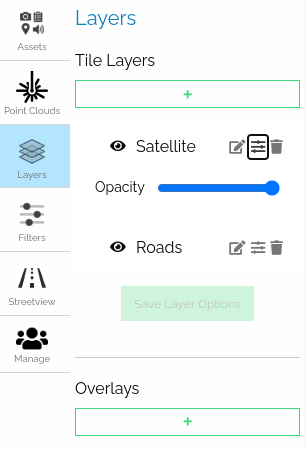 Assets
Point Clouds
Layers
Filters
Streetview
Manage
Layers
Tile Layers
+
Satellite
Opacity
Roads
Save Layer Options
Overlays
+